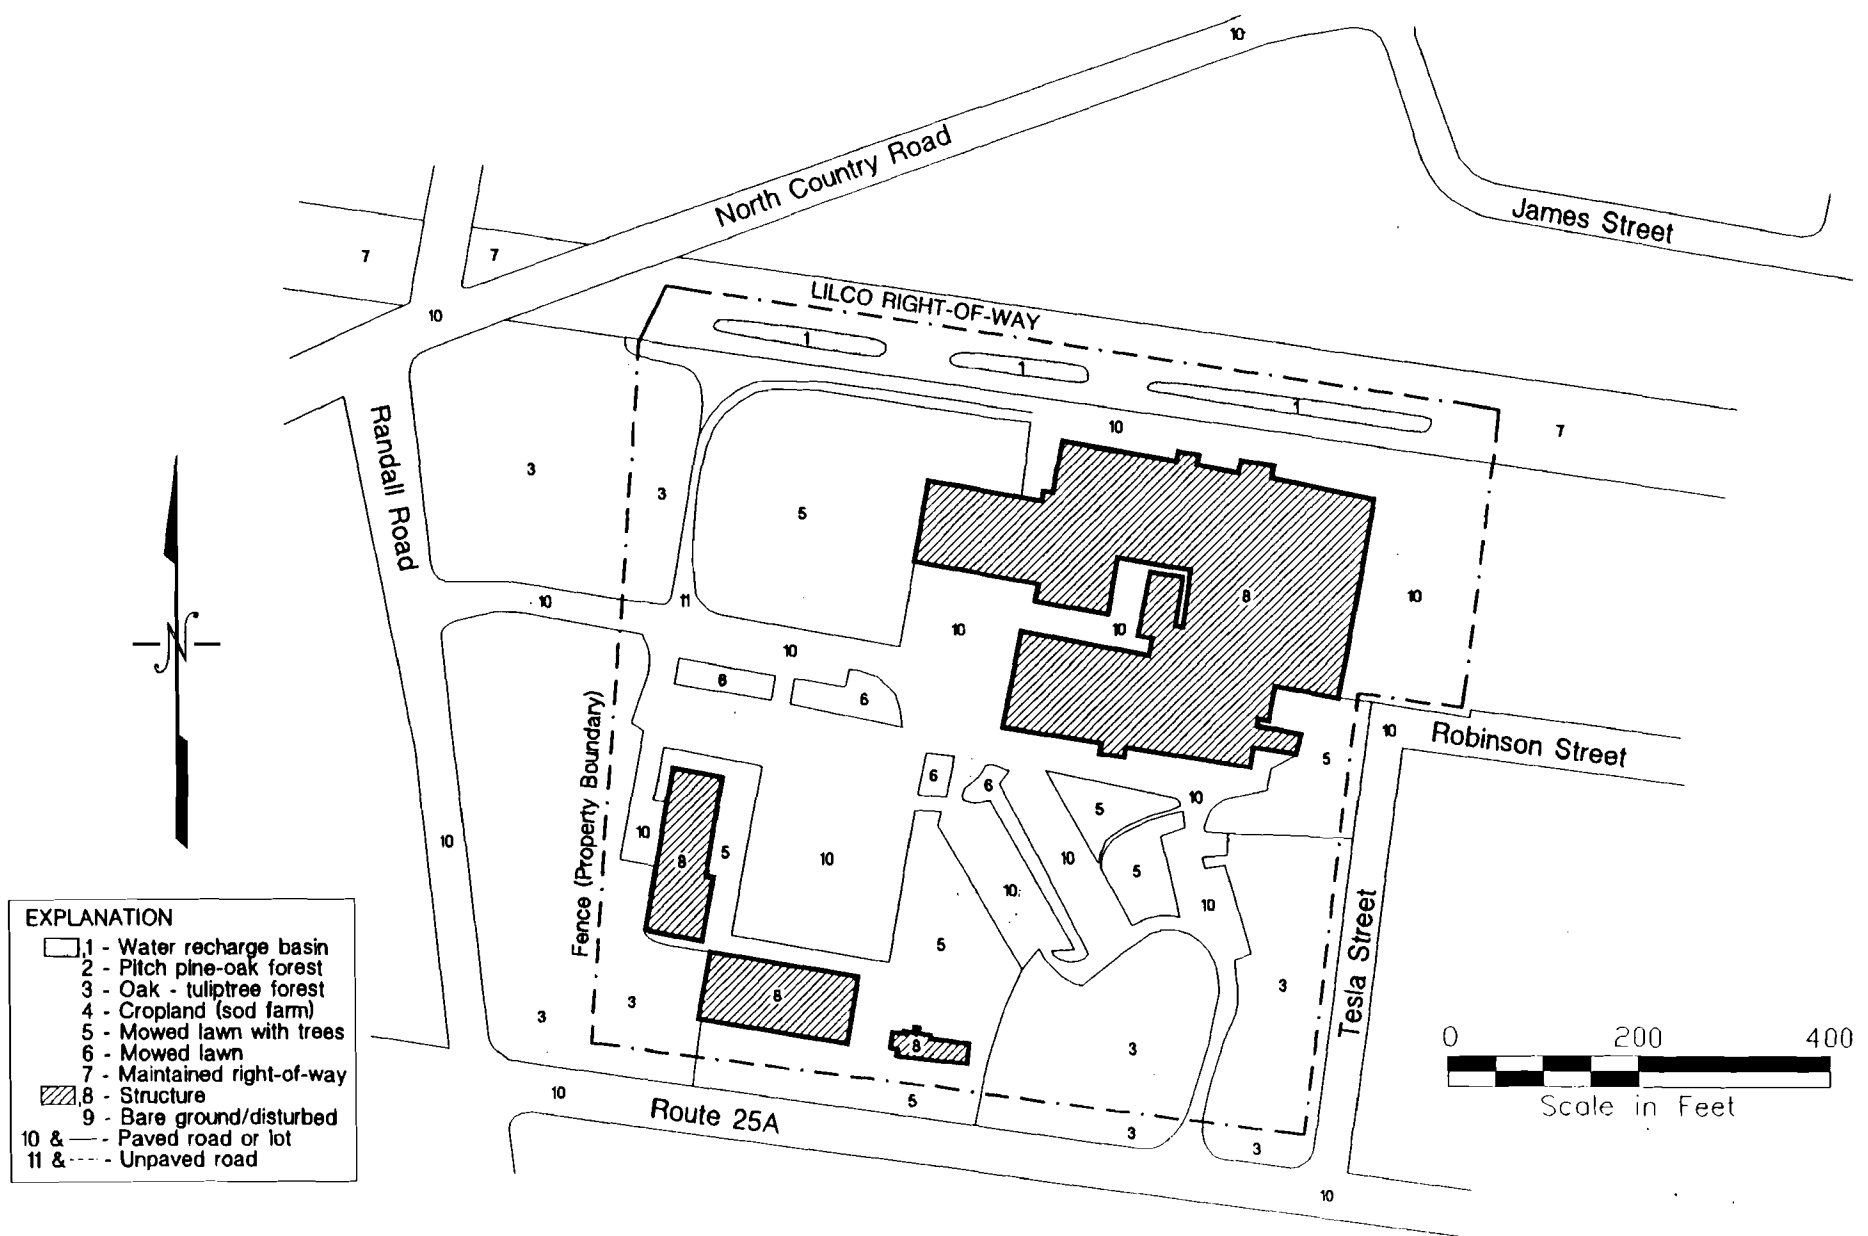 10
North Country Road
James Street
7
7
LILCO RIGHT-OF-WAY
10
1
1
1
10
7
Randall Road
3
3
5
10
11
10
8
10
10
10
10
6
6
Fence (Property Boundary)
10
Robinson Street
5
6
6
5
10
10
10
8
5
10
10
5
10
10
5
3
Tesla Street
3
3
8
8
3
EXPLANATION
,1 - Water recharge basin
2 - Pitch pine-oak forest
3 - Oak - tuliptree forest
4 - Cropland (sod farm)
5 - Mowed lawn with trees
6 - Mowed lawn
7 - Maintained right-of-way
,8 - Structure
9 - Bare ground/disturbed
10 & — - Paved road or lot
11 & ---- - Unpaved road
N
0 200 400
Scale in Feet
10
Route 25A
5
3
3
10